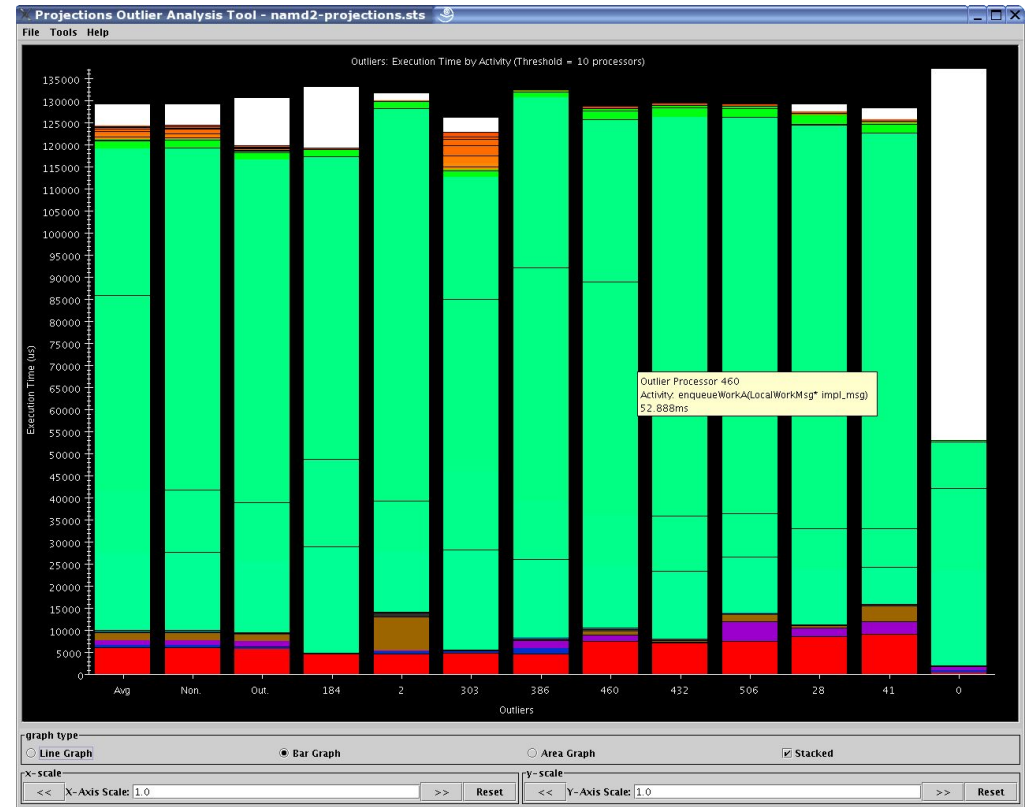 Projections Outlier Analysis Tool - namd2-projections.sts
File Tools Help
Outliers: Execution Time by Activity (Threshold = 10 processors)
135000
130000
125000
120000
115000
110000
105000
100000
95000
90000
85000
80000
75000
70000
65000
60000
55000
50000
45000
40000
35000
30000
25000
20000
15000
10000
5000
0
Execution Time (us)
Outlier Processor 460
Activity: enqueueWorkA(LocalWorkMsg* impl_msg)
52.888ms
Avg Non. Out. 184 2 303 386 460 432 506 28 41 0
Outliers
graph type
Line Graph Bar Graph Area Graph Stacked
x-scale y-scale
<< X-Axis Scale: 1.0 >> Reset << Y-Axis Scale: 1.0 >> Reset